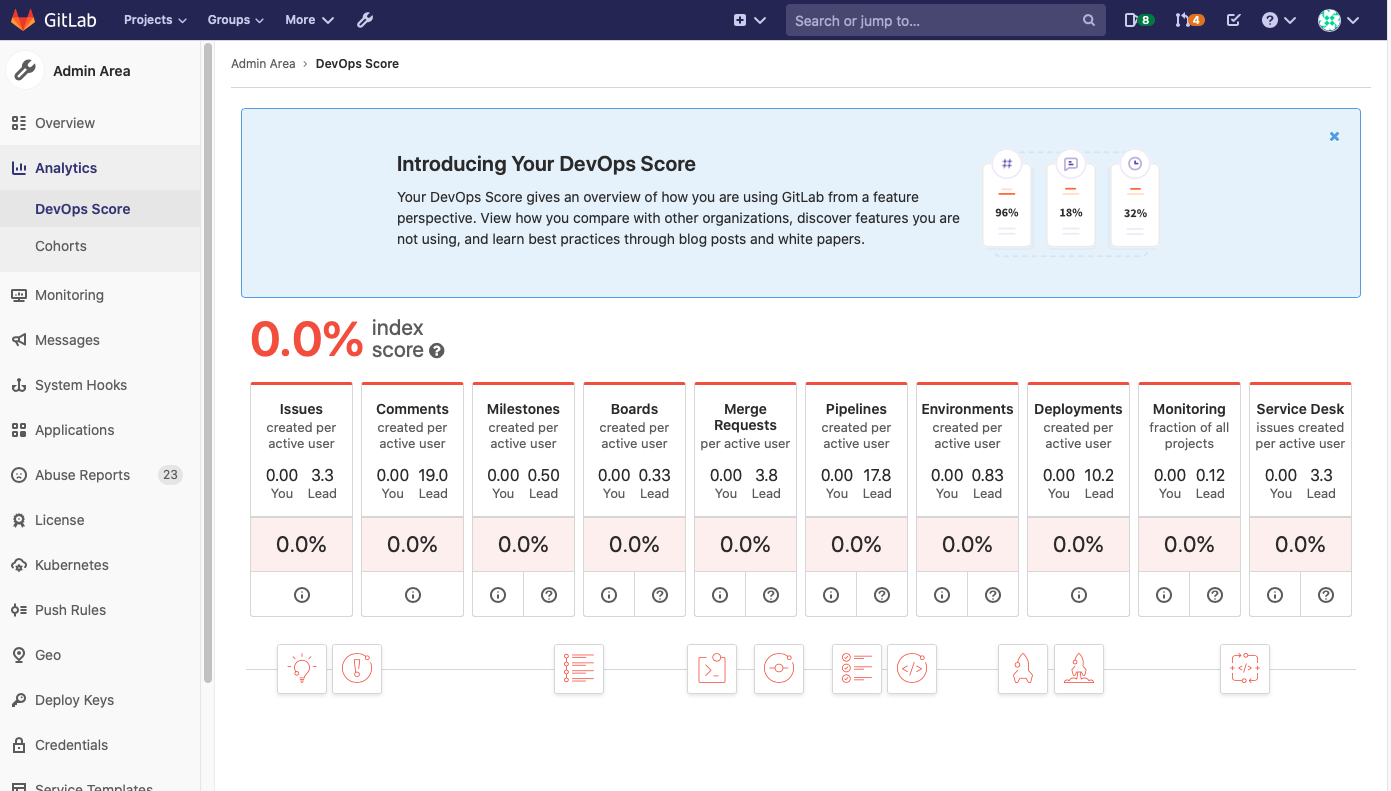 GitLab
Projects
Groups
More
Search or jump to...
8
4
Admin Area
Overview
Analytics
DevOps Score
Cohorts
Monitoring
Messages
System Hooks
Applications
Abuse Reports 23
License
Kubernetes
Push Rules
Geo
Deploy Keys
Credentials
Service Templates
Admin Area › DevOps Score
Introducing Your DevOps Score
Your DevOps Score gives an overview of how you are using GitLab from a feature
perspective. View how you compare with other organizations, discover features you are
not using, and learn best practices through blog posts and white papers.
96%
18%
32%
0.0% index
score
Issues
created per
active user
0.00 3.3
You Lead
0.0%
Comments
created per
active user
0.00 19.0
You Lead
0.0%
Milestones
created per
active user
0.00 0.50
You Lead
0.0%
Boards
created per
active user
0.00 0.33
You Lead
0.0%
Merge
Requests
per active user
0.00 3.8
You Lead
0.0%
Pipelines
created per
active user
0.00 17.8
You Lead
0.0%
Environments
created per
active user
0.00 0.83
You Lead
0.0%
Deployments
created per
active user
0.00 10.2
You Lead
0.0%
Monitoring
fraction of all
projects
0.00 0.12
You Lead
0.0%
Service Desk
issues created
per active user
0.00 3.3
You Lead
0.0%